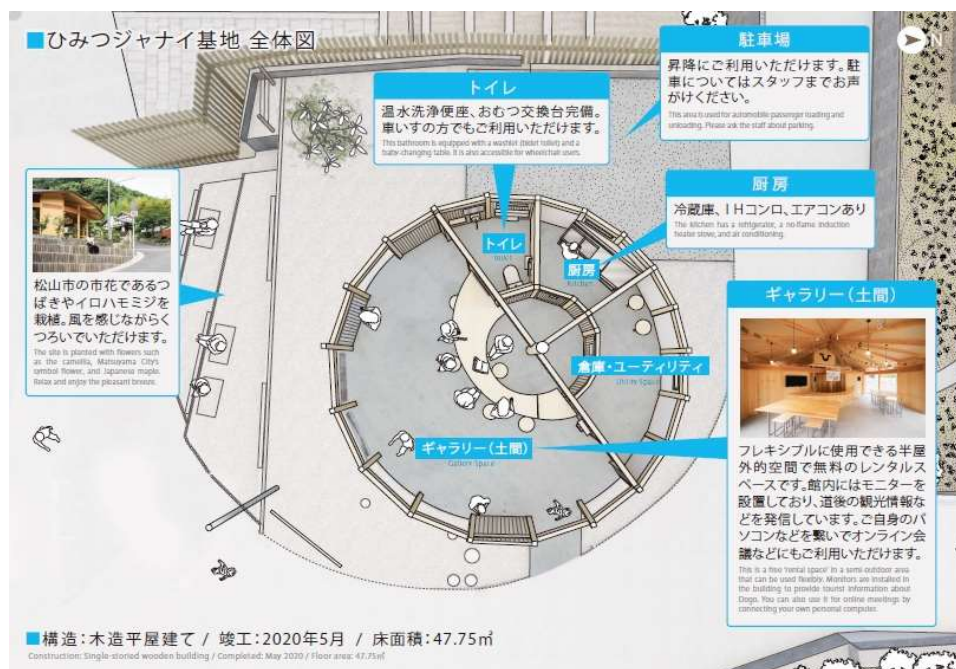 ■ひみつジャナイ基地 全体図
N
駐車場
昇降にご利用いただけます。駐
車についてはスタッフまでお声
がけください。
This area is used for automobile passenger loading and
unloading. Please ask the staff about parking.
トイレ
温水洗浄便座、おむつ交換台完備。
車いすの方でもご利用いただけます。
This bathroom is equipped with a washlet (bidet toilet) and a
baby changing table. It is also accessible for wheelchair users.
厨房
冷蔵庫、IHコンロ、エアコンあり
The kitchen has a refrigerator, a no-flame induction
heater stove, and air conditioning.
松山市の市花であるつ
ばきやイロハモミジを
栽植。風を感じながらく
つろいでいただけます。
The site is planted with flowers such
as the camellia, Matsuyama City's
symbol flower, and Japanese maple.
Relax and enjoy the pleasant breeze.
トイレ
Toilet
厨房
Kitchen
倉庫・ユーティリティ
Utility Space
ギャラリー(土間)
Gallery Space
ギャラリー(土間)
フレキシブルに使用できる半屋
外的空間で無料のレンタルス
ペースです。館内にはモニターを
設置しており、道後の観光情報な
どを発信しています。ご自身のパ
ソコンなどを繋いでオンライン会
議などにもご利用いただけます。
This is a free 'rental space' in a semi-outdoor area
that can be used flexibly. Monitors are installed in
the building to provide tourist information about
Dogo. You can also use it for online meetings by
connecting your own personal computer.
■構造:木造平屋建て / 竣工:2020年5月 / 床面積:47.75㎡
Construction: Single-storied wooden building / Completed: May 2020 / Floor area: 47.75㎡